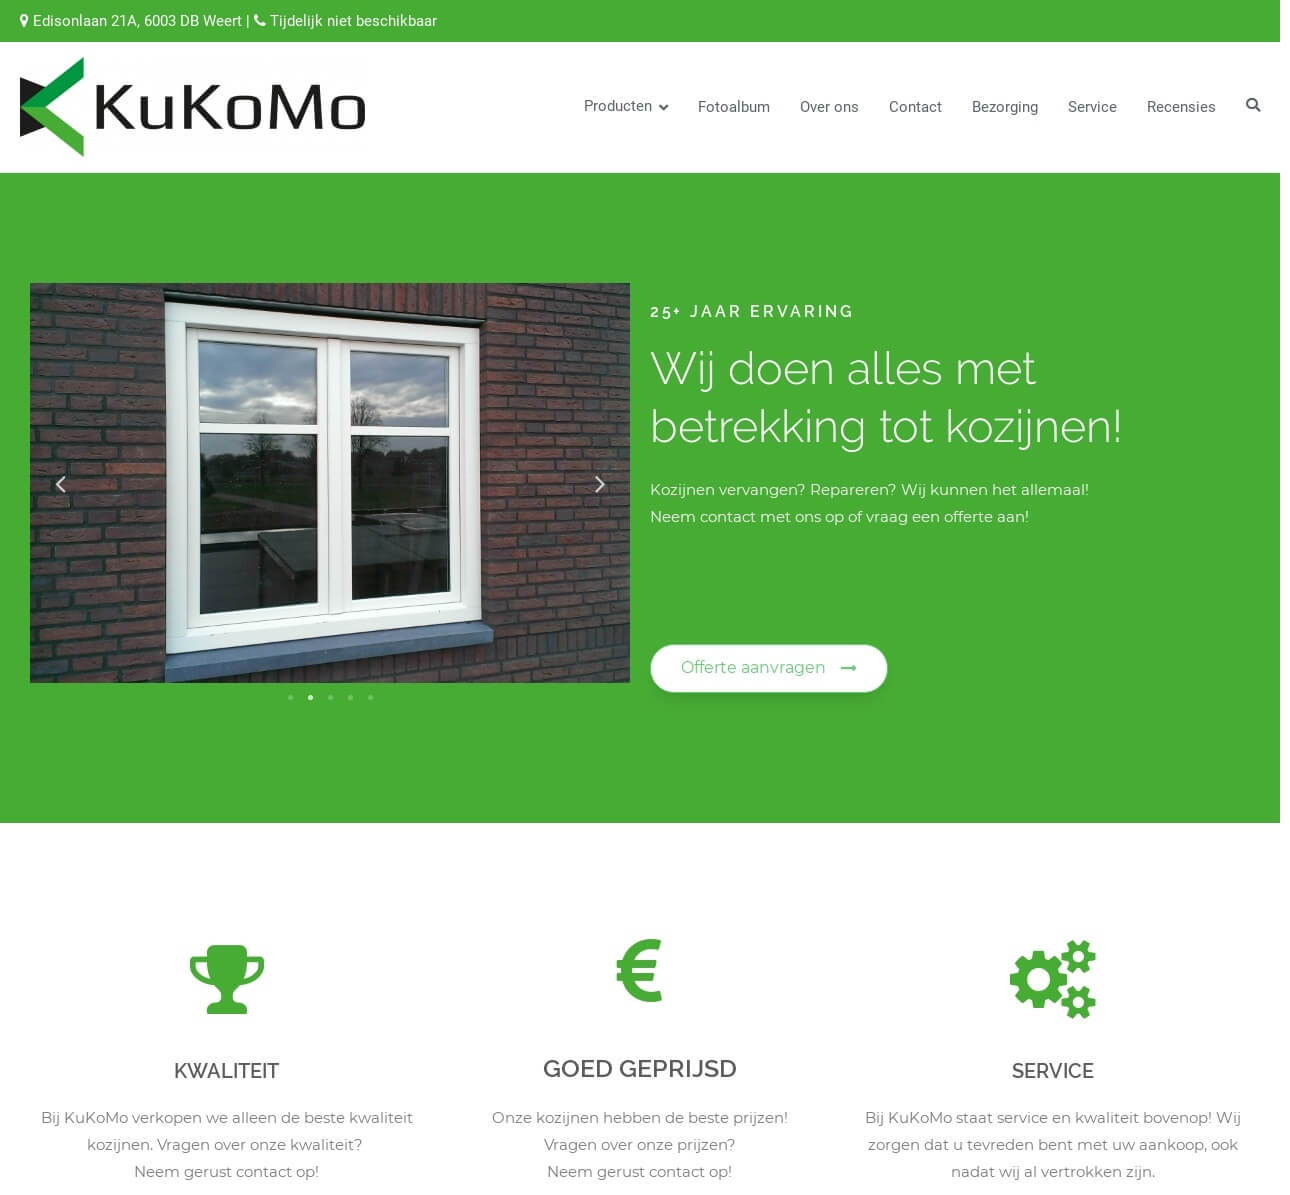 Edisonlaan 21A, 6003 DB Weert | Tijdelijk niet beschikbaar
KuKoMo
Producten Fotoalbum Over ons Contact Bezorging Service Recensies
25+ JAAR ERVARING
Wij doen alles met
betrekking tot kozijnen!
Kozijnen vervangen? Repareren? Wij kunnen het allemaal!
Neem contact met ons op of vraag een offerte aan!
Offerte aanvragen
KWALITEIT
Bij KuKoMo verkopen we alleen de beste kwaliteit
kozijnen. Vragen over onze kwaliteit?
Neem gerust contact op!
GOED GEPRIJSD
Onze kozijnen hebben de beste prijzen!
Vragen over onze prijzen?
Neem gerust contact op!
SERVICE
Bij KuKoMo staat service en kwaliteit bovenop! Wij
zorgen dat u tevreden bent met uw aankoop, ook
nadat wij al vertrokken zijn.